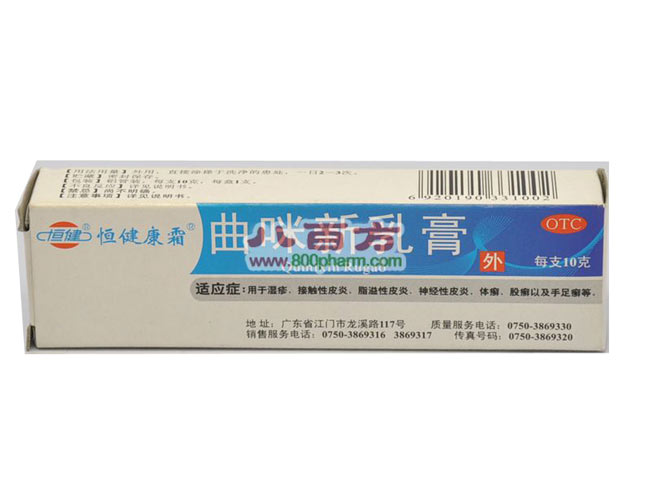 【用法用量】外用，直接涂搽于洗净的患处，一日2－3次。
【贮藏】密封保存。
【包装】铝管装，每支10克，每盒1支。
【不良反应】详见说明书。
【禁忌】尚不明确。
【注意事项】详见说明书。
6920190331002
恒健® 恒健康霜®
曲咪新乳膏
OTC
八百方
www.800pharm.com
Qumixin Rugao
外
每支10克
适应症：用于湿疹、接触性皮炎、脂溢性皮炎、神经性皮炎、体癣、股癣以及手足癣等。
地 址：广东省江门市龙溪路117号 质量服务电话：0750-3869330
销售服务电话：0750-3869316 3869317 传真号码：0750-3869320